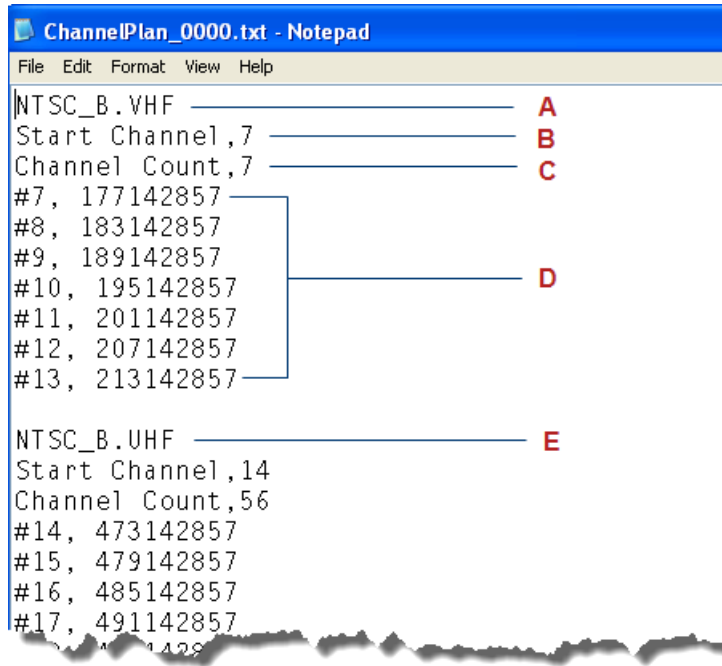 ChannelPlan_0000.txt - Notepad
File Edit Format View Help
NTSC_B.VHF A
Start Channel,7 B
Channel Count,7 C
#7, 177142857
#8, 183142857
#9, 189142857
#10, 195142857 D
#11, 201142857
#12, 207142857
#13, 213142857
NTSC_B.UHF E
Start Channel,14
Channel Count,56
#14, 473142857
#15, 479142857
#16, 485142857
#17, 491142857